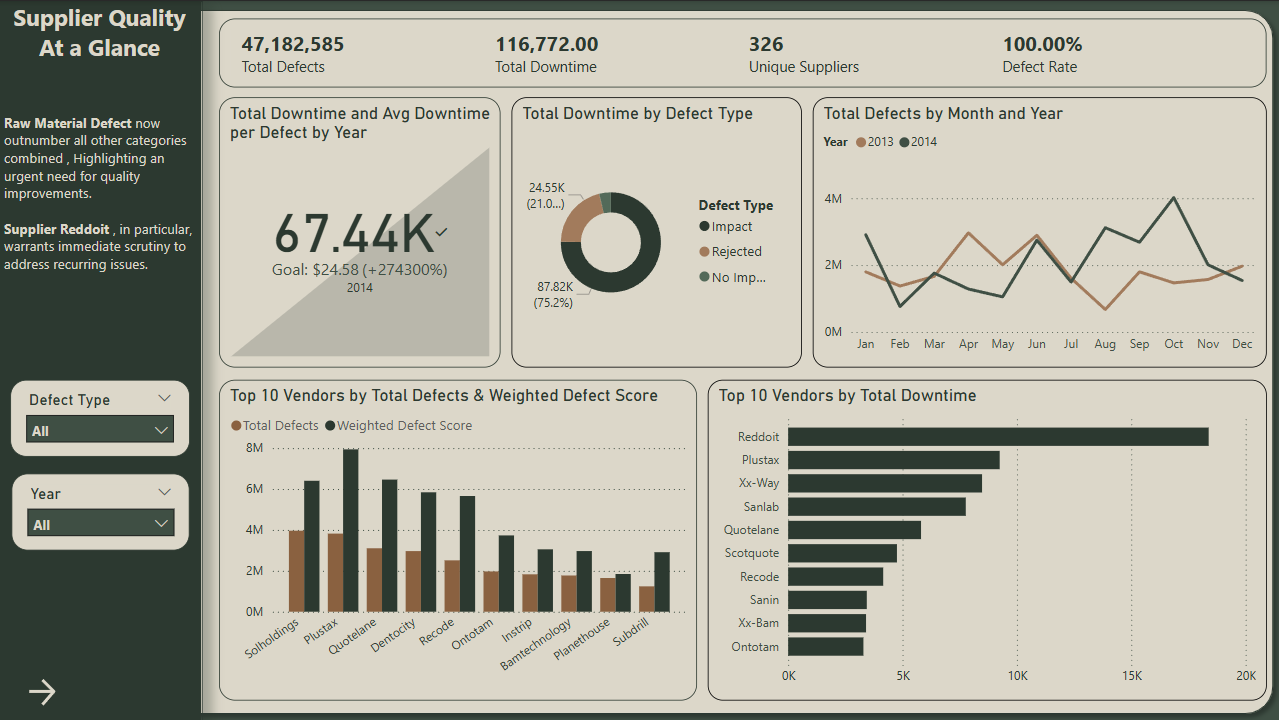 Supplier Quality
At a Glance
Raw Material Defect now
outnumber all other categories
combined , Highlighting an
urgent need for quality
improvements.
Supplier Reddoit , in particular,
warrants immediate scrutiny to
address recurring issues.
Defect Type
All
Year
All
47,182,585
Total Defects
116,772.00
Total Downtime
326
Unique Suppliers
100.00%
Defect Rate
Total Downtime and Avg Downtime
per Defect by Year
67.44K
Goal: $24.58 (+274300%)
2014
Total Downtime by Defect Type
24.55K
(21.0...)
87.82K
(75.2%)
Defect Type
Impact
Rejected
No Imp...
Total Defects by Month and Year
Year 2013 2014
4M
2M
0M
Jan Feb Mar Apr May Jun Jul Aug Sep Oct Nov Dec
Top 10 Vendors by Total Defects & Weighted Defect Score
Total Defects Weighted Defect Score
8M
6M
4M
2M
0M
Solholdings Plustax Quotelane Dentocity Recode Ontotam Instrip Bamtechnology Planethouse Subdrill
Top 10 Vendors by Total Downtime
Reddoit
Plustax
Xx-Way
Sanlab
Quotelane
Scotquote
Recode
Sanin
Xx-Bam
Ontotam
0K 5K 10K 15K 20K